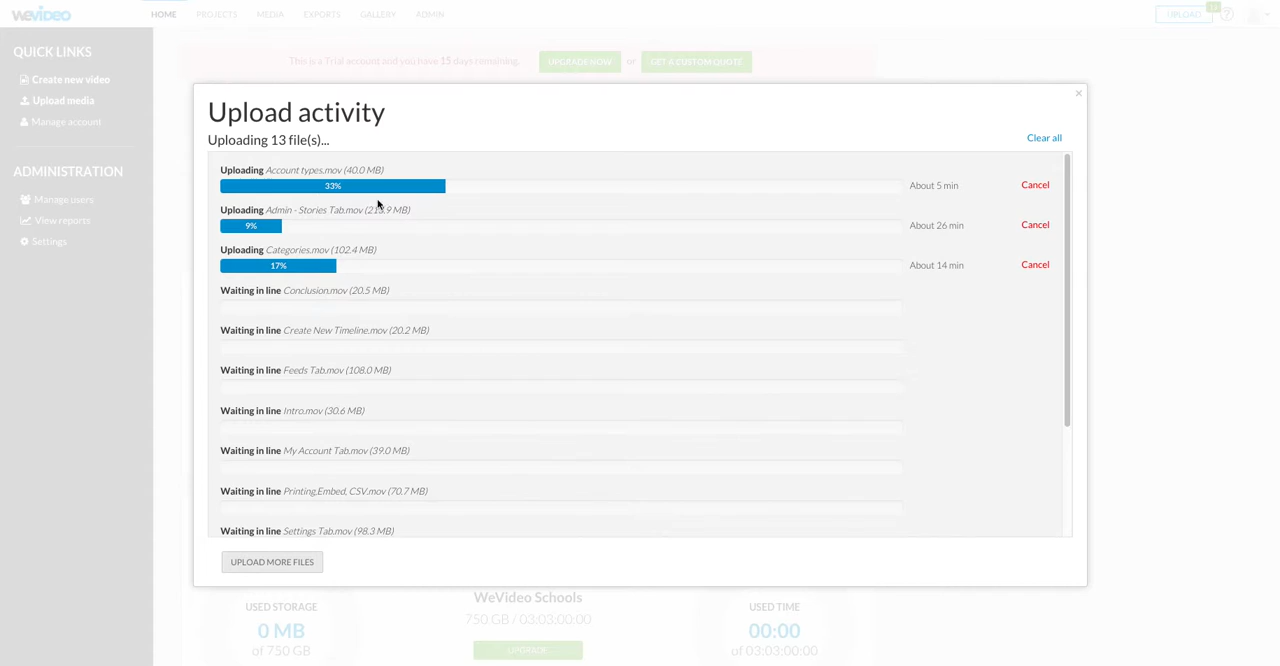 wevideo HOME PROJECTS MEDIA EXPORTS GALLERY ADMIN UPLOAD ?
QUICK LINKS
Create new video
Upload media
Manage account
ADMINISTRATION
Manage users
View reports
Settings
This is a Trial account and you have 15 days remaining. UPGRADE NOW or GET A CUSTOM QUOTE
×
Upload activity
Uploading 13 file(s)...
Clear all
Uploading Account types.mov (40.0 MB)
33% About 5 min Cancel
Uploading Admin - Stories Tab.mov (213.9 MB)
9% About 26 min Cancel
Uploading Categories.mov (102.4 MB)
17% About 14 min Cancel
Waiting in line Conclusion.mov (20.5 MB)
Waiting in line Create New Timeline.mov (20.2 MB)
Waiting in line Feeds Tab.mov (108.0 MB)
Waiting in line Intro.mov (30.6 MB)
Waiting in line My Account Tab.mov (39.0 MB)
Waiting in line Printing,Embed, CSV.mov (70.7 MB)
Waiting in line Settings Tab.mov (98.3 MB)
UPLOAD MORE FILES
USED STORAGE
0 MB
of 750 GB
WeVideo Schools
750 GB / 03:03:00:00
UPGRADE
USED TIME
00:00
of 03:03:00:00